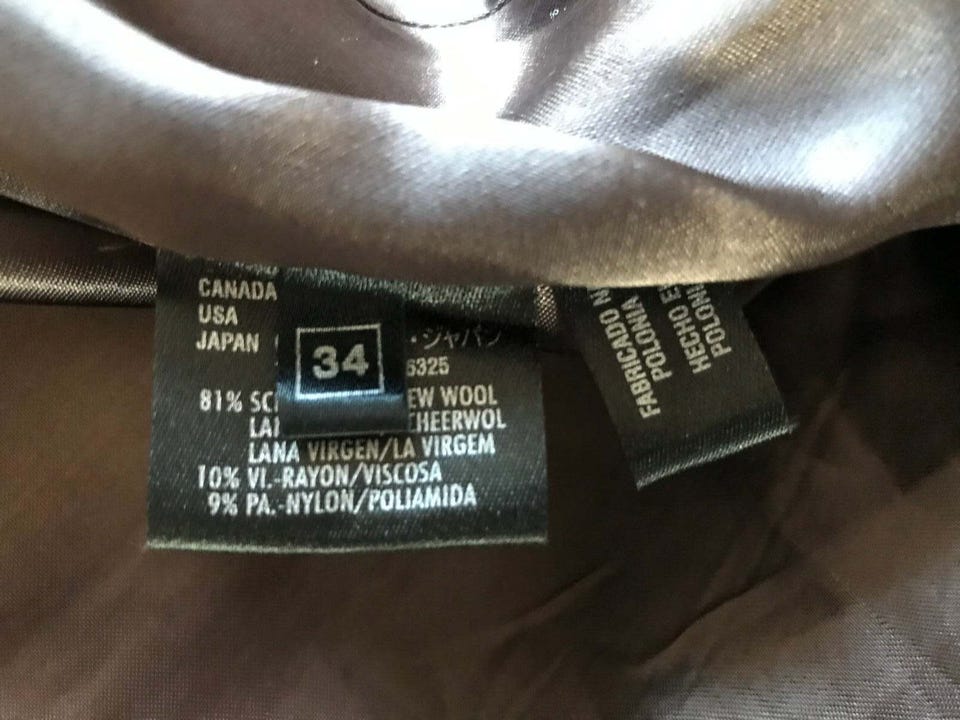 CANADA
USA
JAPAN ・ジャパン
34
6325
81% SC EW WOOL
LA CHEERWOL
LANA VIRGEN/LA VIRGEM
10% VI.-RAYON/VISCOSA
9% PA.-NYLON/POLIAMIDA
FABRICADO N
POLONIA
HECHO E
POLONI